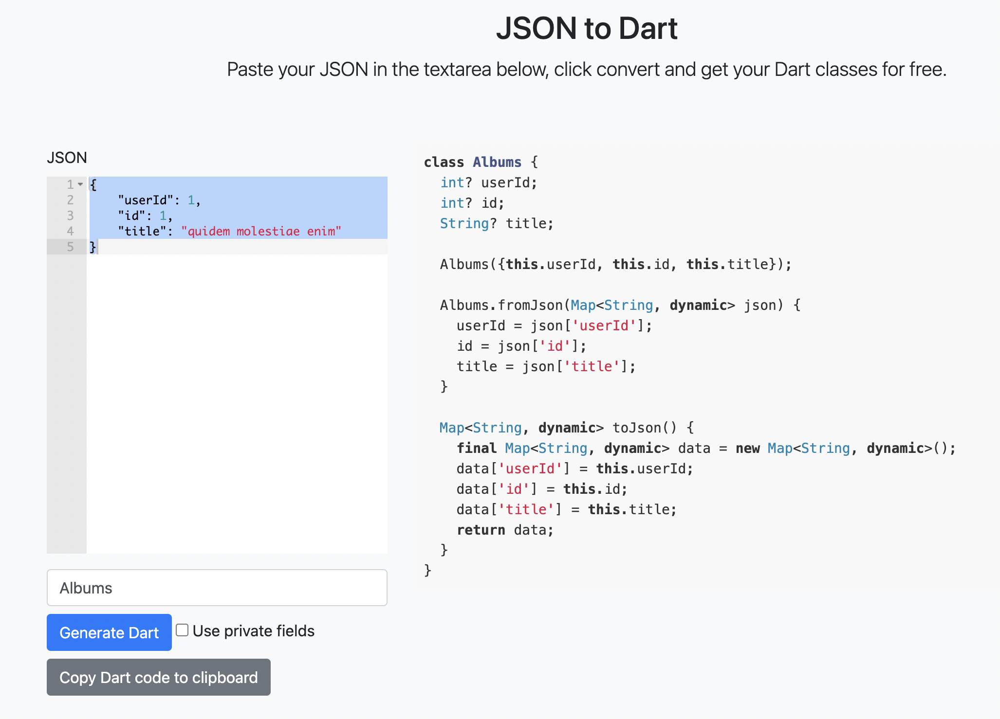 JSON to Dart
Paste your JSON in the textarea below, click convert and get your Dart classes for free.
JSON
1 {
2     "userId": 1,
3     "id": 1,
4     "title": "quidem molestiae enim"
5 }
Albums
Generate Dart Use private fields
Copy Dart code to clipboard
class Albums {
  int? userId;
  int? id;
  String? title;

  Albums({this.userId, this.id, this.title});

  Albums.fromJson(Map<String, dynamic> json) {
    userId = json['userId'];
    id = json['id'];
    title = json['title'];
  }

  Map<String, dynamic> toJson() {
    final Map<String, dynamic> data = new Map<String, dynamic>();
    data['userId'] = this.userId;
    data['id'] = this.id;
    data['title'] = this.title;
    return data;
  }
}